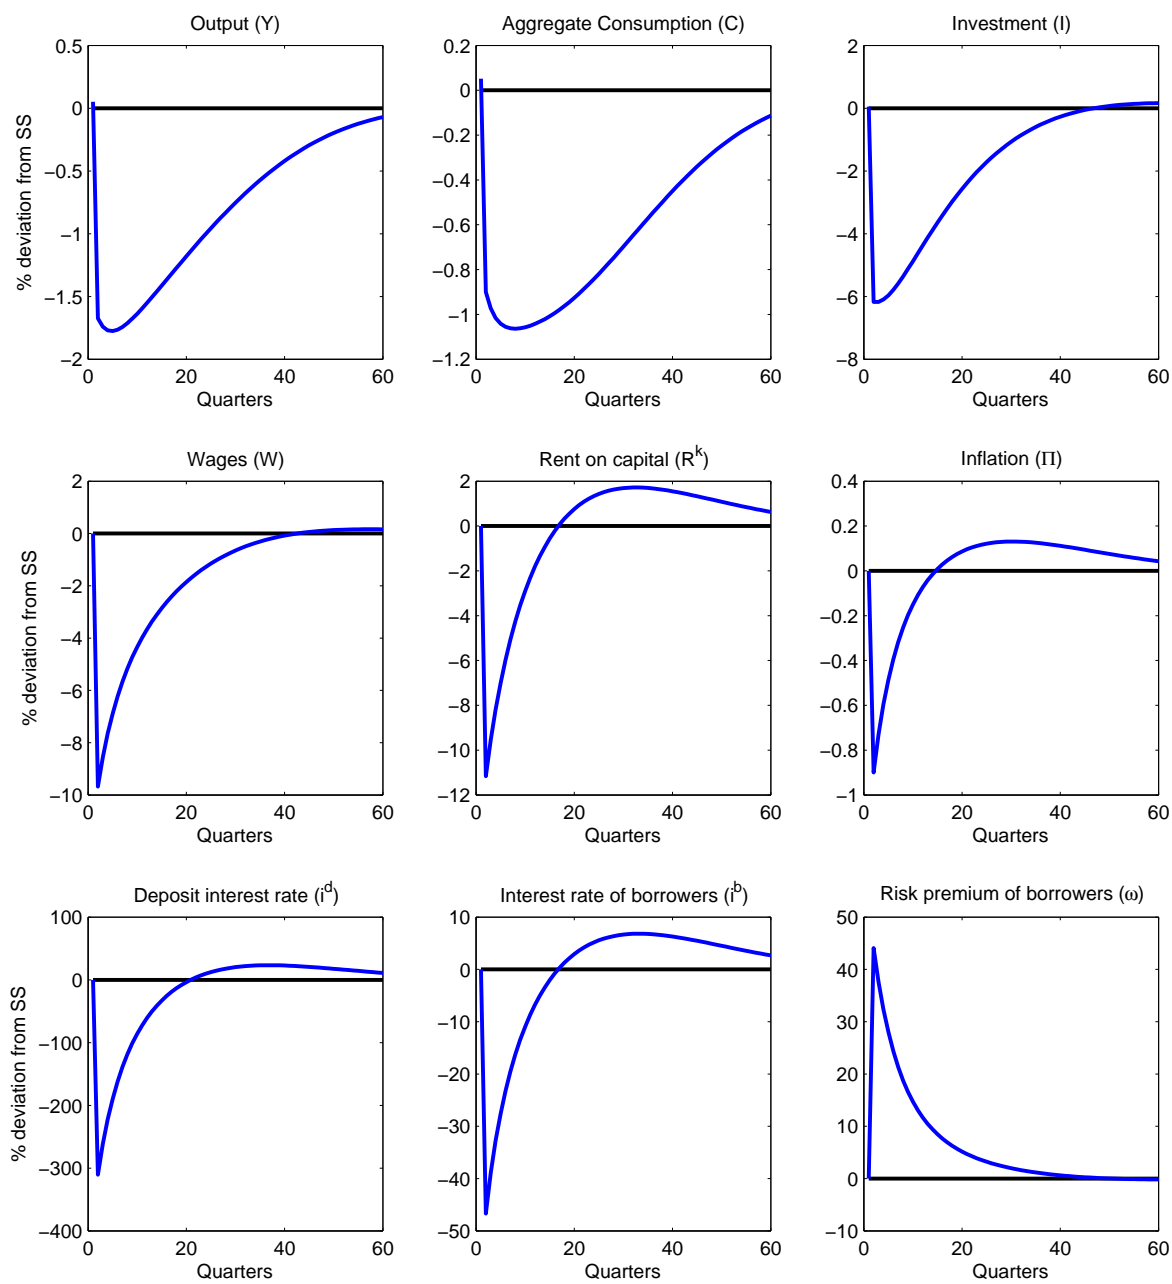 Output (Y)
Aggregate Consumption (C)
Investment (I)
% deviation from SS
0.5
0
−0.5
−1
−1.5
−2
0 20 40 60
Quarters
0.2
0
−0.2
−0.4
−0.6
−0.8
−1
−1.2
0 20 40 60
Quarters
2
0
−2
−4
−6
−8
0 20 40 60
Quarters
Wages (W)
Rent on capital (R^k)
Inflation (Π)
% deviation from SS
2
0
−2
−4
−6
−8
−10
0 20 40 60
Quarters
2
0
−2
−4
−6
−8
−10
−12
0 20 40 60
Quarters
0.4
0.2
0
−0.2
−0.4
−0.6
−0.8
−1
0 20 40 60
Quarters
Deposit interest rate (i^d)
Interest rate of borrowers (i^b)
Risk premium of borrowers (ω)
% deviation from SS
100
0
−100
−200
−300
−400
0 20 40 60
Quarters
10
0
−10
−20
−30
−40
−50
0 20 40 60
Quarters
50
40
30
20
10
0
−10
0 20 40 60
Quarters